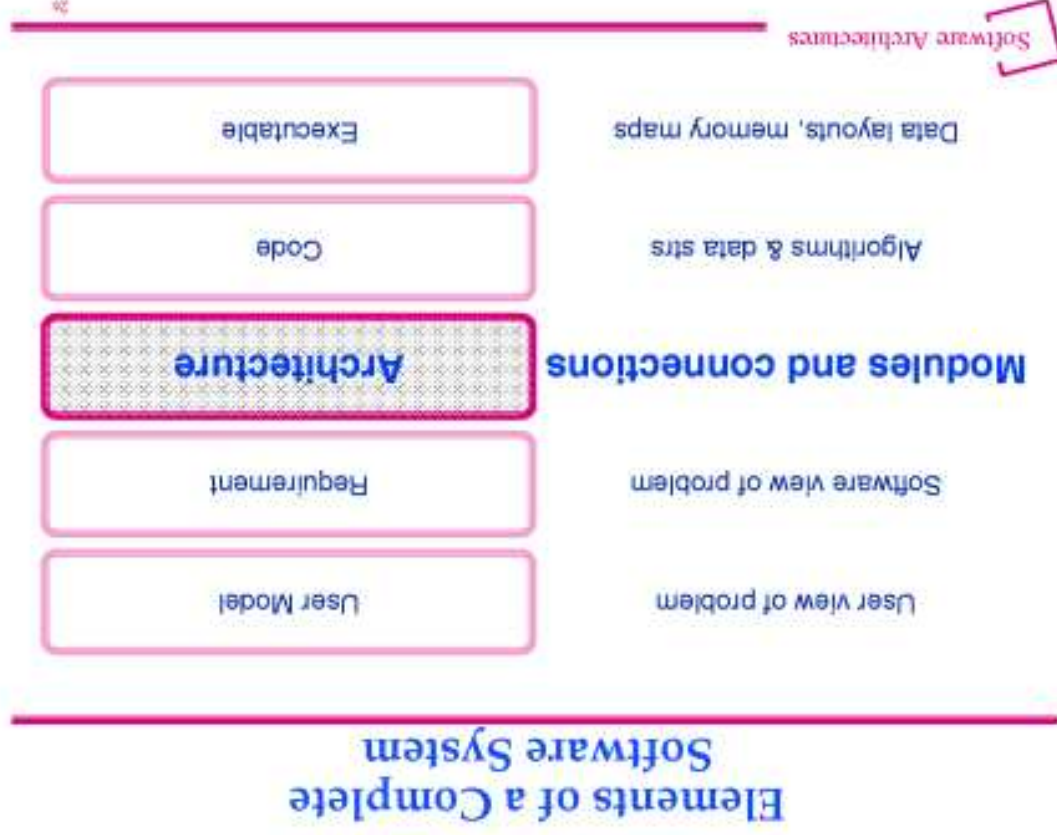 Elements of a Complete
Software System
User view of problem
User Model
Software view of problem
Requirement
Modules and connections
Architecture
Algorithms & data strs
Code
Data layouts, memory maps
Executable
Software Architectures
26